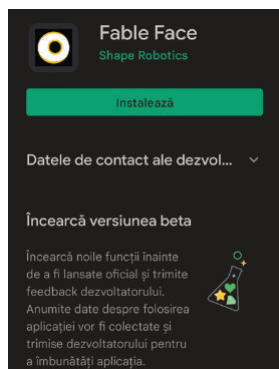 Fable Face
Shape Robotics
Instalează
Datele de contact ale dezvol...
Încearcă versiunea beta
Încearcă noile funcții înainte
de a fi lansate oficial și trimite
feedback dezvoltatorului.
Anumite date despre folosirea
aplicației vor fi colectate și
trimise dezvoltatorului pentru
a îmbunătăți aplicația.